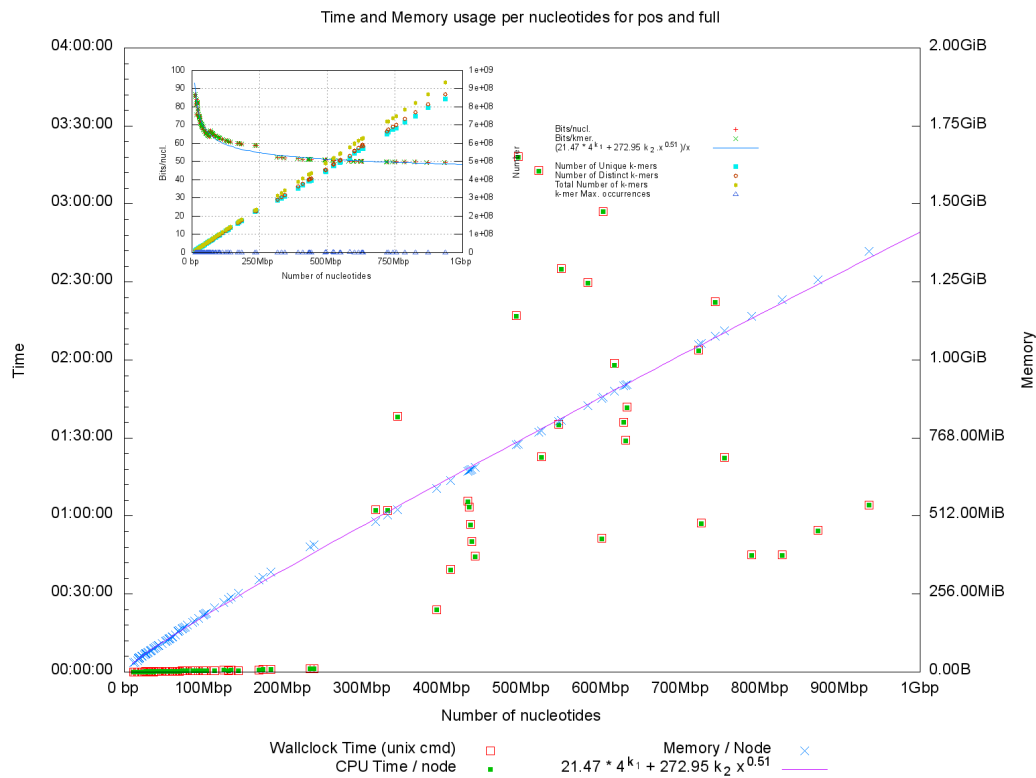 Time and Memory usage per nucleotides for pos and full
04:00:00
03:30:00
03:00:00
02:30:00
02:00:00
01:30:00
01:00:00
00:30:00
00:00:00
Time
2.00GiB
1.75GiB
1.50GiB
1.25GiB
1.00GiB
768.00MiB
512.00MiB
256.00MiB
0.00B
Memory
0 bp 100Mbp 200Mbp 300Mbp 400Mbp 500Mbp 600Mbp 700Mbp 800Mbp 900Mbp 1Gbp
Number of nucleotides
100
90
80
70
60
50
40
30
20
10
0
Bits/nucl.
1e+09
8e+08
6e+08
4e+08
2e+08
0
1e+09
8e+08
6e+08
4e+08
2e+08
0
Number
0 bp 250Mbp 500Mbp 750Mbp 1Gbp
Number of nucleotides
Bits/nucl.
Bits/kmer.
(21.47 * 4^k1 + 272.95 k2 . x^0.51)/x
Number of Unique k-mers
Number of Distinct k-mers
Total Number of k-mers
k-mer Max. occurrences
Wallclock Time (unix cmd)
CPU Time / node
Memory / Node
21.47 * 4^k1 + 272.95 k2 x^0.51